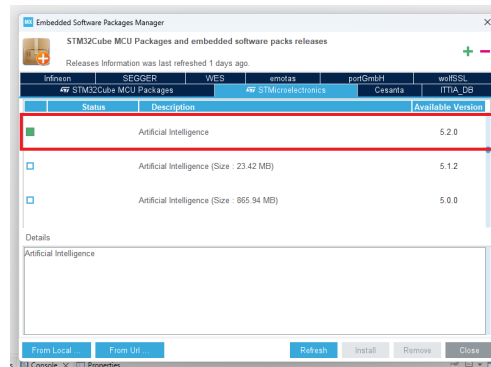 MX Embedded Software Packages Manager
STM32Cube MCU Packages and embedded software packs releases
Releases Information was last refreshed 1 days ago.
Infineon SEGGER WES emotas portGmbH wolfSSL
STM32Cube MCU Packages STMicroelectronics Cesanta ITTIA_DB
Status Description Available Version
Artificial Intelligence 5.2.0
Artificial Intelligence (Size : 23.42 MB) 5.1.2
Artificial Intelligence (Size : 865.94 MB) 5.0.0
Details
Artificial Intelligence
From Local ... From Url ... Refresh Install Remove Close
Console Properties